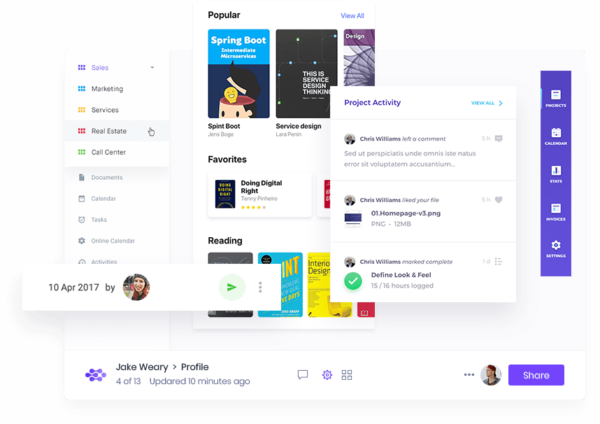 Popular
View All
Spring Boot
Intermediate
Microservices
THIS IS
SERVICE
DESIGN
THINKING
Design
Spint Boot
Jens Boge
Service design
Lara Penin
Sales
Marketing
Services
Real Estate
Call Center
Documents
Calendar
Tasks
Online Calendar
Activities
Favorites
DOING
DIGITAL
RIGHT
Doing Digital
Right
Tenny Pinheiro
Reading
Interio
Design
Project Activity
VIEW ALL
Chris Williams left a comment
5 h
Sed ut perspiciatis unde omnis iste natus
error sit voluptatem accusantium...
Chris Williams liked your file
01.Homepage-v3.png
PNG - 12MB
Chris Williams marked complete
1 d
Define Look & Feel
15 / 16 hours logged
PROJECTS
CALENDAR
STATS
INVOICES
SETTINGS
10 Apr 2017 by
Jake Weary > Profile
4 of 13 Updared 10 minutes ago
Share